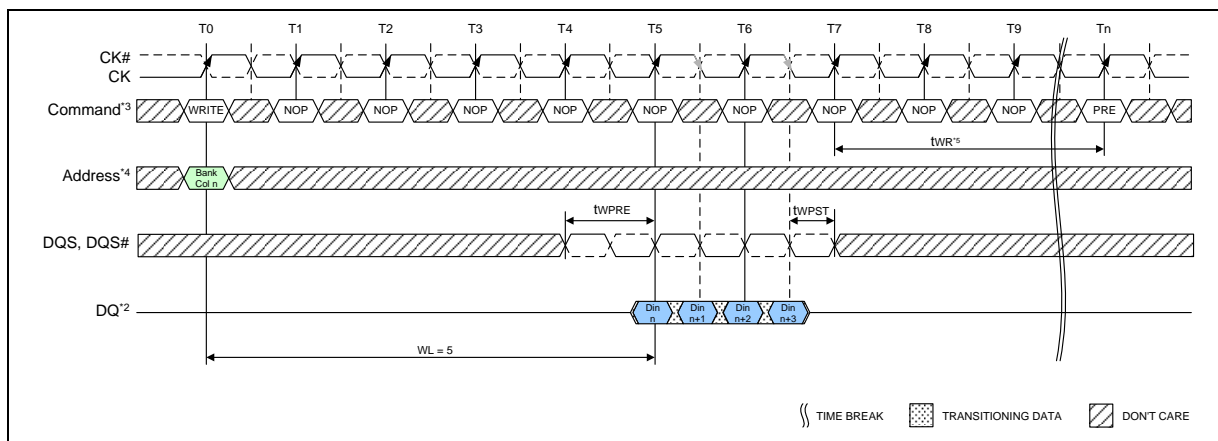 T0 T1 T2 T3 T4 T5 T6 T7 T8 T9 Tn
CK#
CK
Command*3 WRITE NOP NOP NOP NOP NOP NOP NOP NOP NOP PRE
tWR*5
Address*4 Bank
Col n
tWPRE tWPST
DQS, DQS#
DQ*2 Din
n Din
n+1 Din
n+2 Din
n+3
WL = 5
TIME BREAK TRANSITIONING DATA DON'T CARE